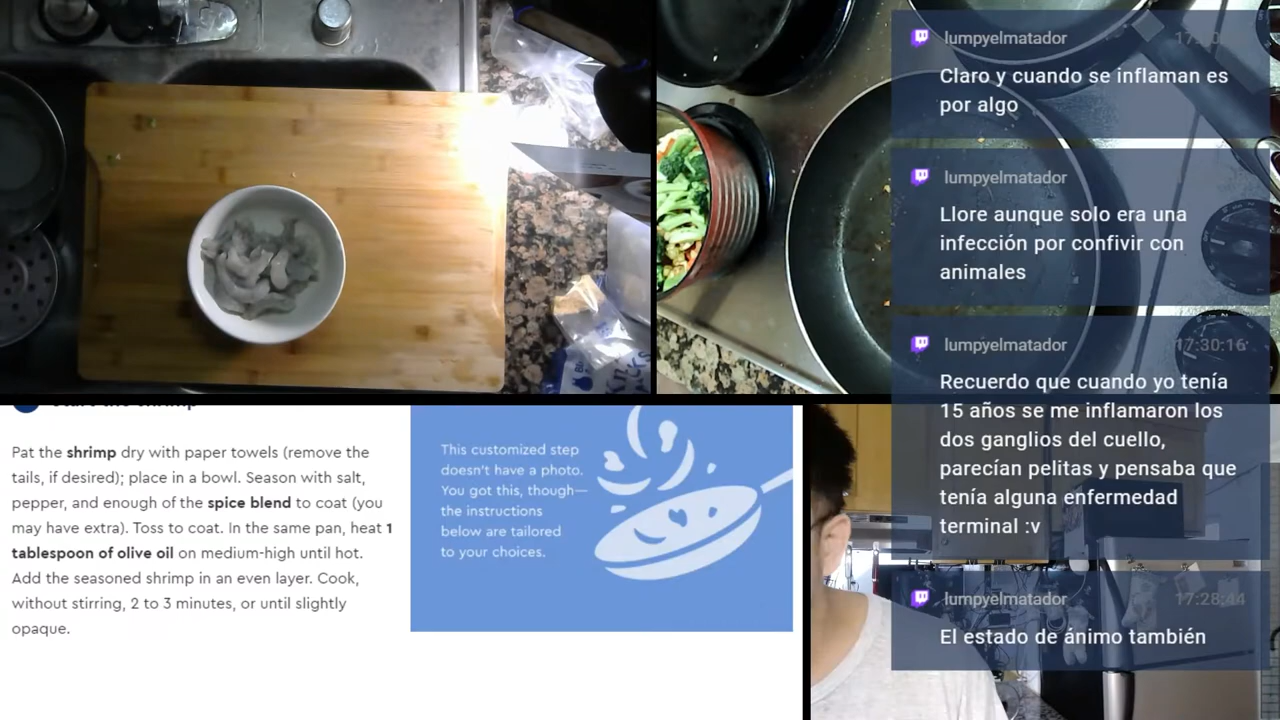 Pat the shrimp dry with paper towels (remove the
tails, if desired); place in a bowl. Season with salt,
pepper, and enough of the spice blend to coat (you
may have extra). Toss to coat. In the same pan, heat 1
tablespoon of olive oil on medium-high until hot.
Add the seasoned shrimp in an even layer. Cook,
without stirring, 2 to 3 minutes, or until slightly
opaque.
This customized step
doesn't have a photo.
You got this, though—
the instructions
below are tailored
to your choices.
lumpyelmatador
Claro y cuando se inflaman es
por algo
lumpyelmatador
Llore aunque solo era una
infección por confivir con
animales
lumpyelmatador 17:30:16
Recuerdo que cuando yo tenía
15 años se me inflamaron los
dos ganglios del cuello,
parecían pelitas y pensaba que
tenía alguna enfermedad
terminal :v
lumpyelmatador 17:28:44
El estado de ánimo también